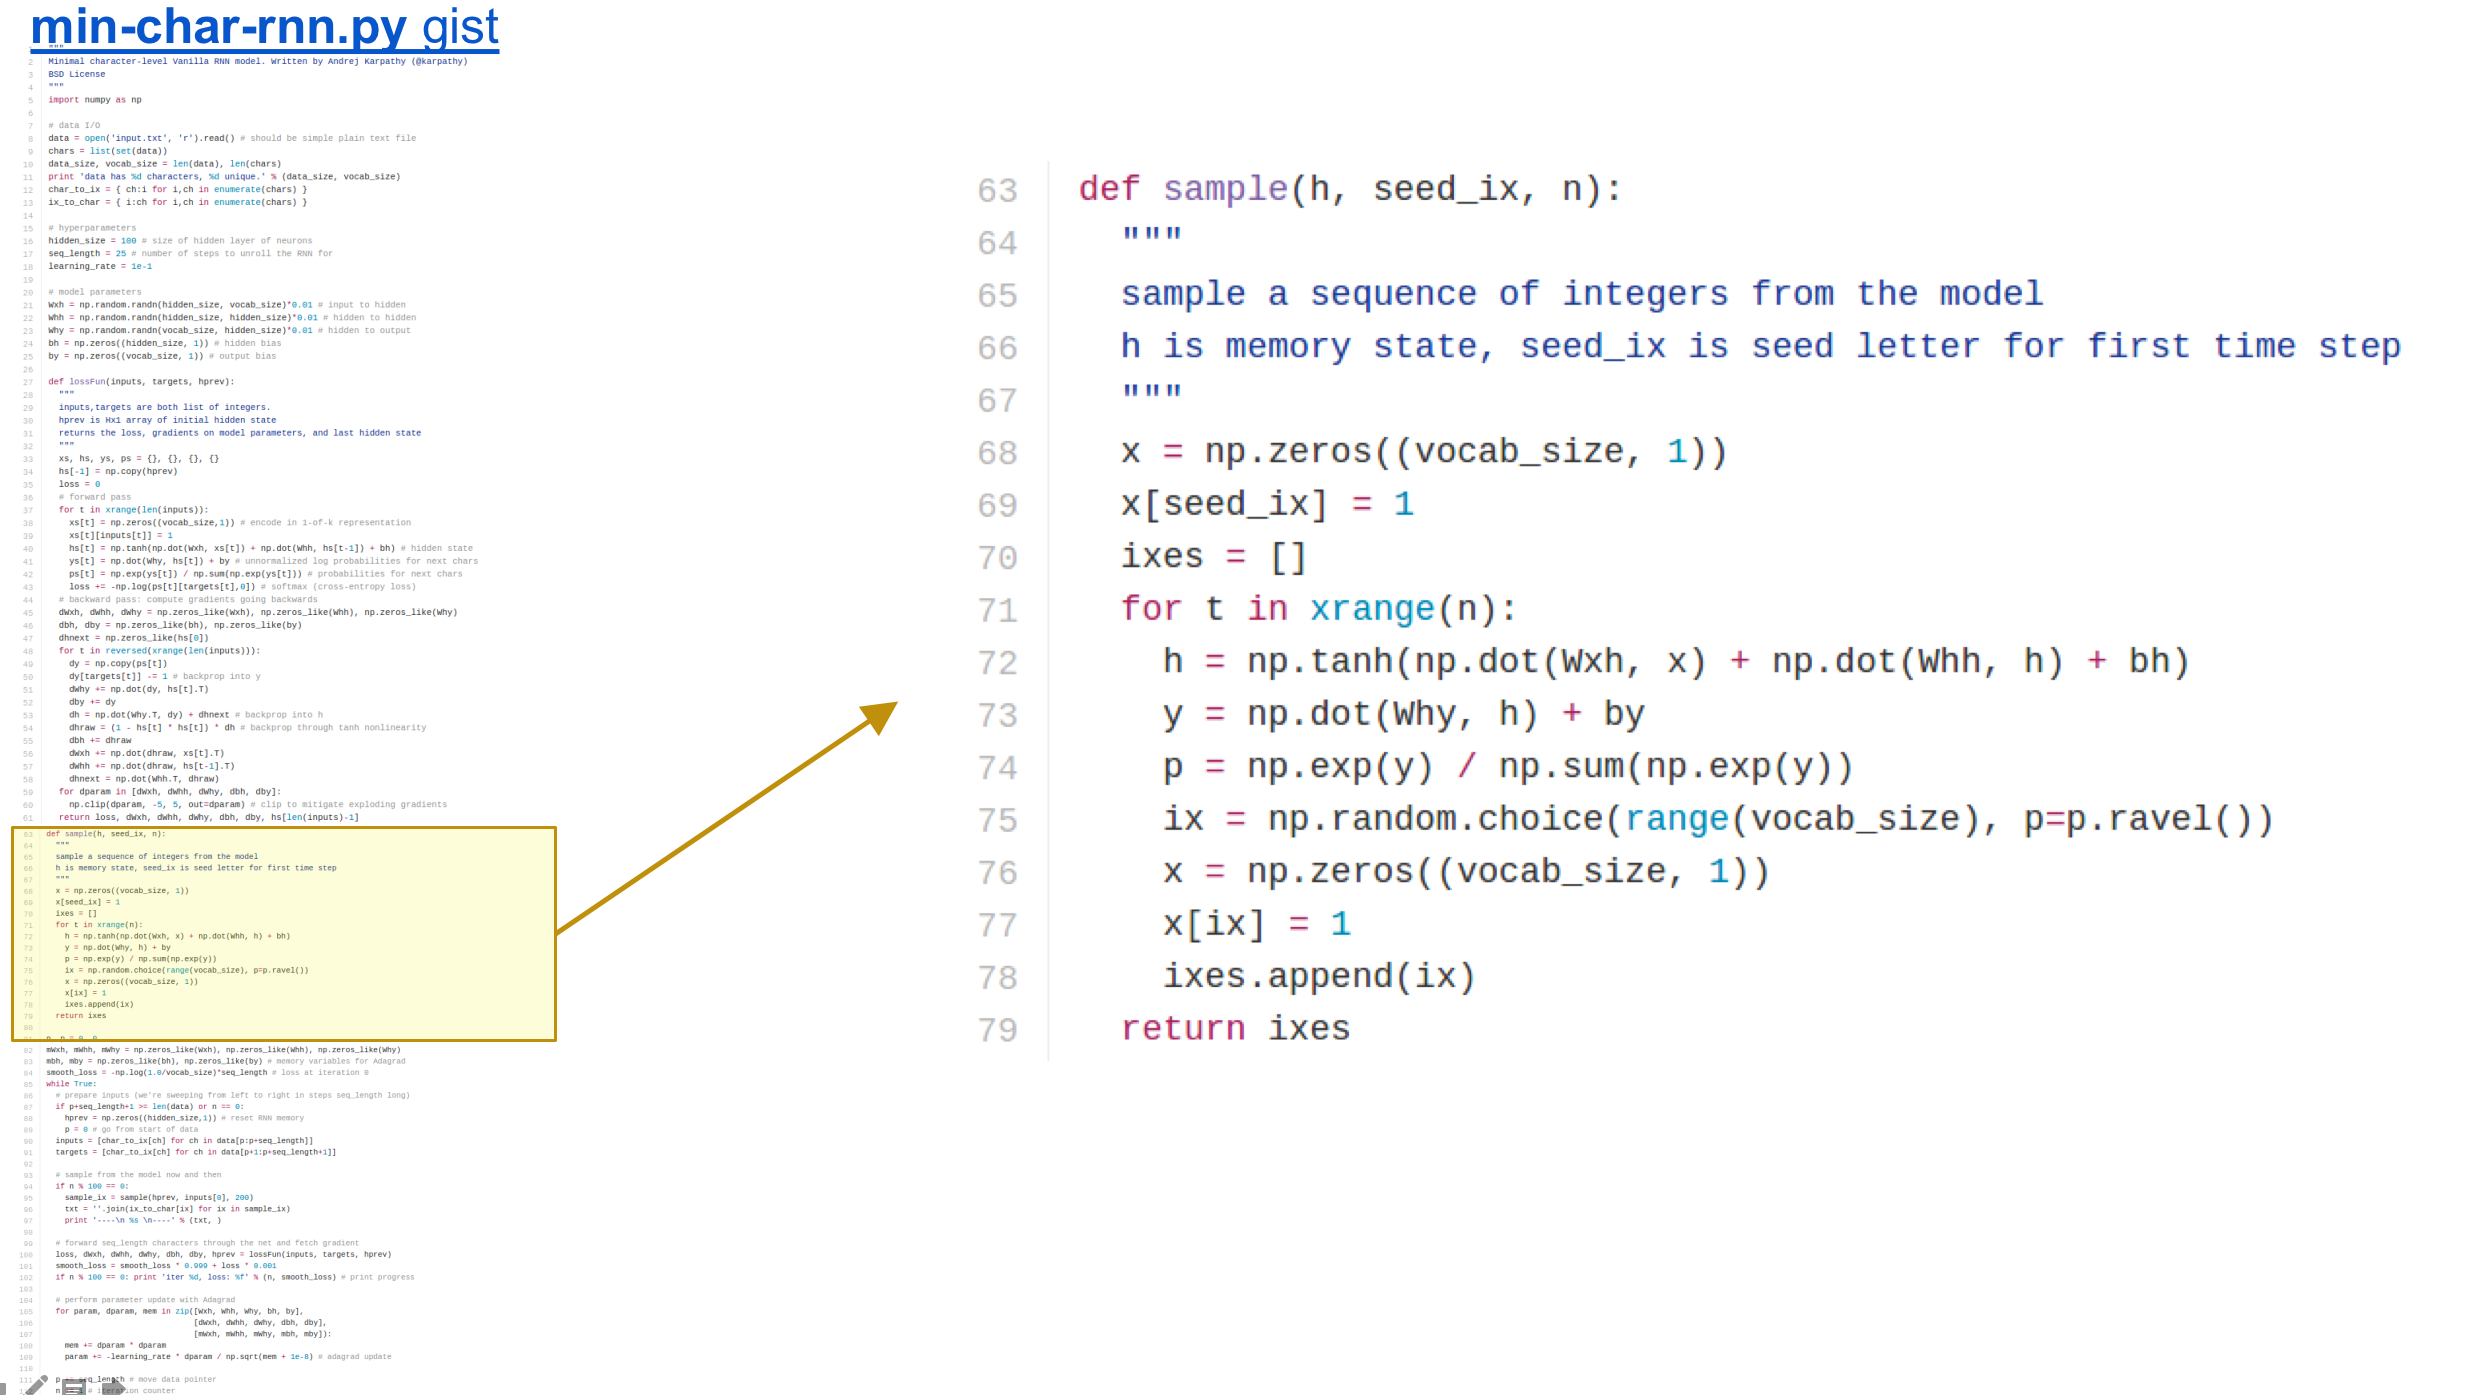 min-char-rnn.py gist
1 """
2 Minimal character-level Vanilla RNN model. Written by Andrej Karpathy (@karpathy)
3 BSD License
4 """
5 import numpy as np
6
7 # data I/O
8 data = open('input.txt', 'r').read() # should be simple plain text file
9 chars = list(set(data))
10 data_size, vocab_size = len(data), len(chars)
11 print 'data has %d characters, %d unique.' % (data_size, vocab_size)
12 char_to_ix = { ch:i for i,ch in enumerate(chars) }
13 ix_to_char = { i:ch for i,ch in enumerate(chars) }
14
15 # hyperparameters
16 hidden_size = 100 # size of hidden layer of neurons
17 seq_length = 25 # number of steps to unroll the RNN for
18 learning_rate = 1e-1
19
20 # model parameters
21 Wxh = np.random.randn(hidden_size, vocab_size)*0.01 # input to hidden
22 Whh = np.random.randn(hidden_size, hidden_size)*0.01 # hidden to hidden
23 Why = np.random.randn(vocab_size, hidden_size)*0.01 # hidden to output
24 bh = np.zeros((hidden_size, 1)) # hidden bias
25 by = np.zeros((vocab_size, 1)) # output bias
26
27 def lossFun(inputs, targets, hprev):
28 """
29 inputs,targets are both list of integers.
30 hprev is Hx1 array of initial hidden state
31 returns the loss, gradients on model parameters, and last hidden state
32 """
33 xs, hs, ys, ps = {}, {}, {}, {}
34 hs[-1] = np.copy(hprev)
35 loss = 0
36 # forward pass
37 for t in xrange(len(inputs)):
38 xs[t] = np.zeros((vocab_size,1)) # encode in 1-of-k representation
39 xs[t][inputs[t]] = 1
40 hs[t] = np.tanh(np.dot(Wxh, xs[t]) + np.dot(Whh, hs[t-1]) + bh) # hidden state
41 ys[t] = np.dot(Why, hs[t]) + by # unnormalized log probabilities for next chars
42 ps[t] = np.exp(ys[t]) / np.sum(np.exp(ys[t])) # probabilities for next chars
43 loss += -np.log(ps[t][targets[t],0]) # softmax (cross-entropy loss)
44 # backward pass: compute gradients going backwards
45 dWxh, dWhh, dWhy = np.zeros_like(Wxh), np.zeros_like(Whh), np.zeros_like(Why)
46 dbh, dby = np.zeros_like(bh), np.zeros_like(by)
47 dhnext = np.zeros_like(hs[0])
48 for t in reversed(xrange(len(inputs))):
49 dy = np.copy(ps[t])
50 dy[targets[t]] -= 1 # backprop into y
51 dWhy += np.dot(dy, hs[t].T)
52 dby += dy
53 dh = np.dot(Why.T, dy) + dhnext # backprop into h
54 dhraw = (1 - hs[t] * hs[t]) * dh # backprop through tanh nonlinearity
55 dbh += dhraw
56 dWxh += np.dot(dhraw, xs[t].T)
57 dWhh += np.dot(dhraw, hs[t-1].T)
58 dhnext = np.dot(Whh.T, dhraw)
59 for dparam in [dWxh, dWhh, dWhy, dbh, dby]:
60 np.clip(dparam, -5, 5, out=dparam) # clip to mitigate exploding gradients
61 return loss, dWxh, dWhh, dWhy, dbh, dby, hs[len(inputs)-1]
63 def sample(h, seed_ix, n):
64 """
65 sample a sequence of integers from the model
66 h is memory state, seed_ix is seed letter for first time step
67 """
68 x = np.zeros((vocab_size, 1))
69 x[seed_ix] = 1
70 ixes = []
71 for t in xrange(n):
72 h = np.tanh(np.dot(Wxh, x) + np.dot(Whh, h) + bh)
73 y = np.dot(Why, h) + by
74 p = np.exp(y) / np.sum(np.exp(y))
75 ix = np.random.choice(range(vocab_size), p=p.ravel())
76 x = np.zeros((vocab_size, 1))
77 x[ix] = 1
78 ixes.append(ix)
79 return ixes
80
81 n, p = 0, 0
82 mWxh, mWhh, mWhy = np.zeros_like(Wxh), np.zeros_like(Whh), np.zeros_like(Why)
83 mbh, mby = np.zeros_like(bh), np.zeros_like(by) # memory variables for Adagrad
84 smooth_loss = -np.log(1.0/vocab_size)*seq_length # loss at iteration 0
85 while True:
86 # prepare inputs (we're sweeping from left to right in steps seq_length long)
87 if p+seq_length+1 >= len(data) or n == 0:
88 hprev = np.zeros((hidden_size,1)) # reset RNN memory
89 p = 0 # go from start of data
90 inputs = [char_to_ix[ch] for ch in data[p:p+seq_length]]
91 targets = [char_to_ix[ch] for ch in data[p+1:p+seq_length+1]]
92
93 # sample from the model now and then
94 if n % 100 == 0:
95 sample_ix = sample(hprev, inputs[0], 200)
96 txt = ''.join(ix_to_char[ix] for ix in sample_ix)
97 print '----\n %s \n----' % (txt, )
98
99 # forward seq_length characters through the net and fetch gradient
100 loss, dWxh, dWhh, dWhy, dbh, dby, hprev = lossFun(inputs, targets, hprev)
101 smooth_loss = smooth_loss * 0.999 + loss * 0.001
102 if n % 100 == 0: print 'iter %d, loss: %f' % (n, smooth_loss) # print progress
103
104 # perform parameter update with Adagrad
105 for param, dparam, mem in zip([Wxh, Whh, Why, bh, by],
106 [dWxh, dWhh, dWhy, dbh, dby],
107 [mWxh, mWhh, mWhy, mbh, mby]):
108 mem += dparam * dparam
109 param += -learning_rate * dparam / np.sqrt(mem + 1e-8) # adagrad update
110
111 p += seq_length # move data pointer
n # iteration counter
63 def sample(h, seed_ix, n):
64 """
65 sample a sequence of integers from the model
66 h is memory state, seed_ix is seed letter for first time step
67 """
68 x = np.zeros((vocab_size, 1))
69 x[seed_ix] = 1
70 ixes = []
71 for t in xrange(n):
72 h = np.tanh(np.dot(Wxh, x) + np.dot(Whh, h) + bh)
73 y = np.dot(Why, h) + by
74 p = np.exp(y) / np.sum(np.exp(y))
75 ix = np.random.choice(range(vocab_size), p=p.ravel())
76 x = np.zeros((vocab_size, 1))
77 x[ix] = 1
78 ixes.append(ix)
79 return ixes